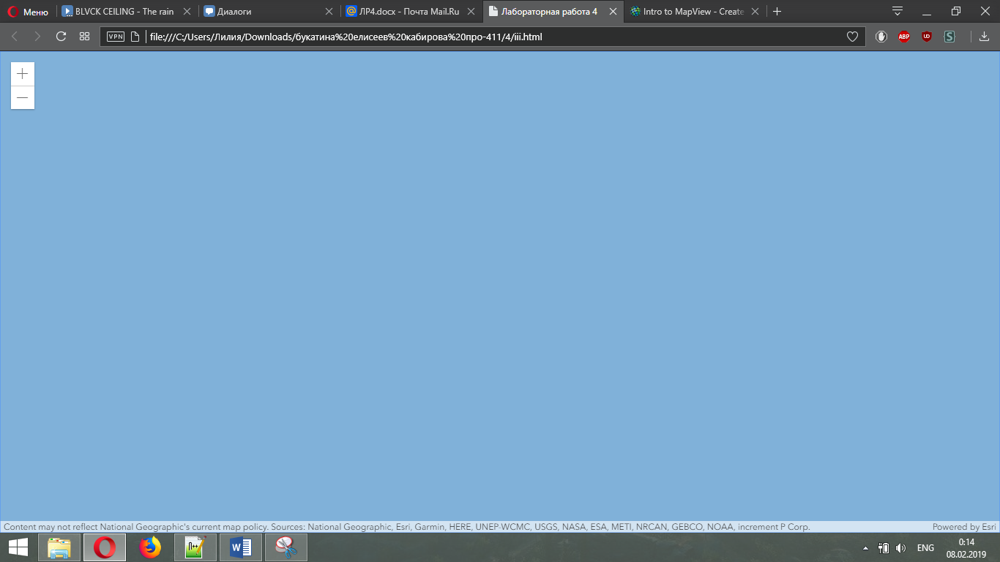 Меню
BLVCK CEILING - The rain
Диалоги
ЛР4.docx - Почта Mail.Ru
Лабораторная работа 4
Intro to MapView - Create
VPN
file:///C:/Users/Лилия/Downloads/букатина%20елисеев%20кабирова%20про-411/4/iii.html
ABP
UD
S
Content may not reflect National Geographic's current map policy. Sources: National Geographic, Esri, Garmin, HERE, UNEP-WCMC, USGS, NASA, ESA, METI, NRCAN, GEBCO, NOAA, increment P Corp.
Powered by Esri
ENG
0:14
08.02.2019